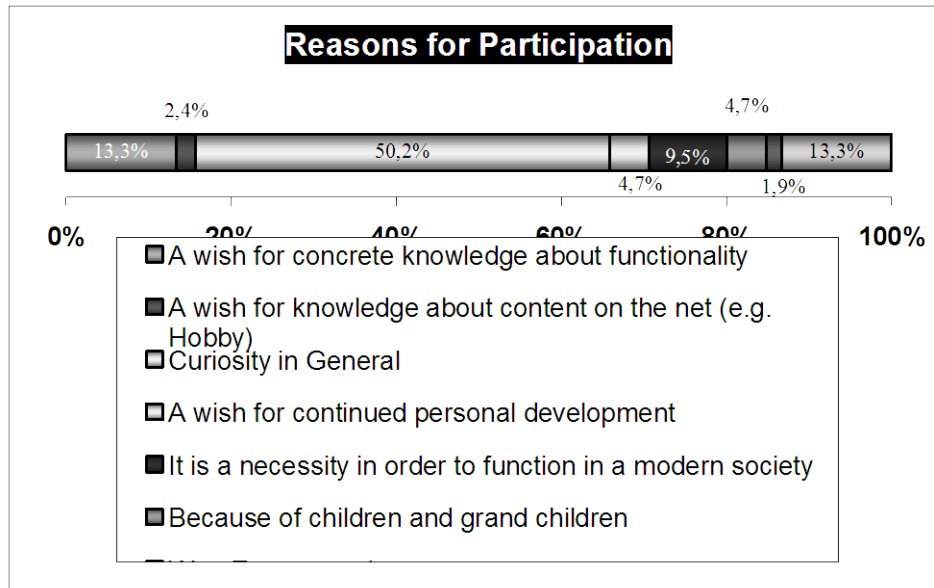 Reasons for Participation
4,7%
2,4%
13,3%
50,2%
9,5%
13,3%
4,7%
1,9%
0%
20%
40%
60%
80%
100%
A wish for concrete knowledge about functionality
A wish for knowledge about content on the net (e.g.
Hobby)
Curiosity in General
A wish for continued personal development
It is a necessity in order to function in a modern society
Because of children and grand children